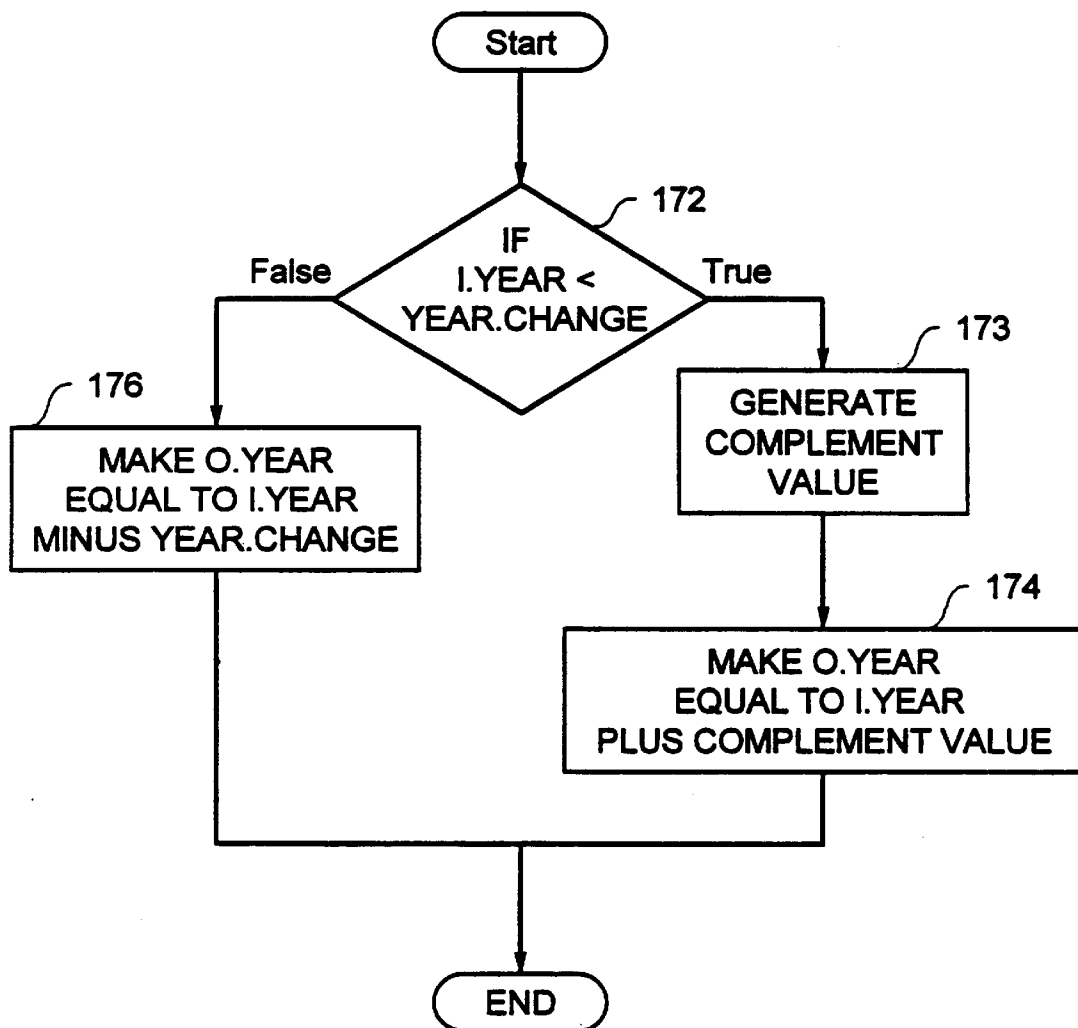 Start
172
IF
I.YEAR <
YEAR.CHANGE
False
True
173
GENERATE
COMPLEMENT
VALUE
176
MAKE O.YEAR
EQUAL TO I.YEAR
MINUS YEAR.CHANGE
174
MAKE O.YEAR
EQUAL TO I.YEAR
PLUS COMPLEMENT VALUE
END